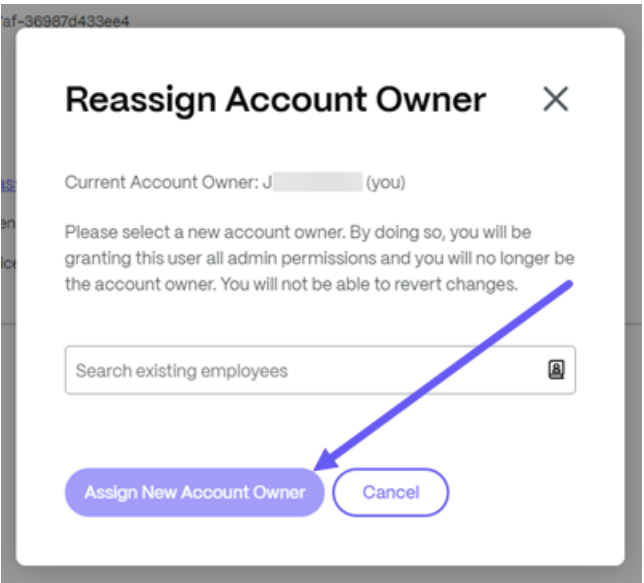 af-36987d433ee4
Reassign Account Owner
Current Account Owner: J (you)
Please select a new account owner. By doing so, you will be
granting this user all admin permissions and you will no longer be
the account owner. You will not be able to revert changes.
Search existing employees
Assign New Account Owner
Cancel